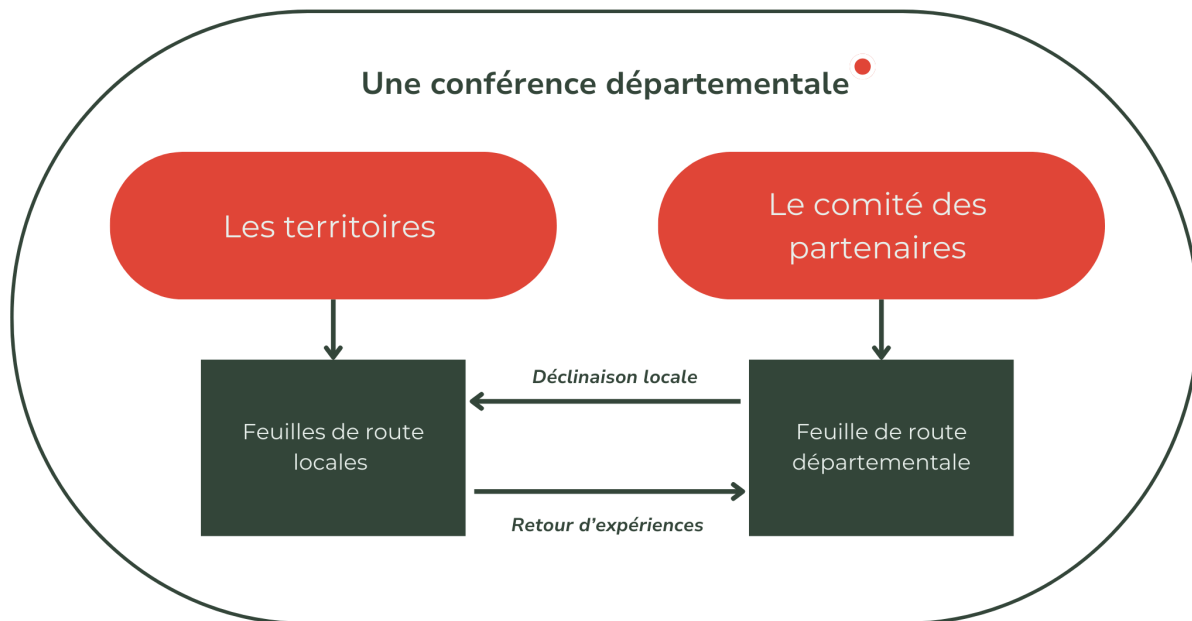 Une conférence départementale
Les territoires
Le comité des
partenaires
Déclinaison locale
Feuilles de route
locales
Feuille de route
départementale
Retour d’expériences